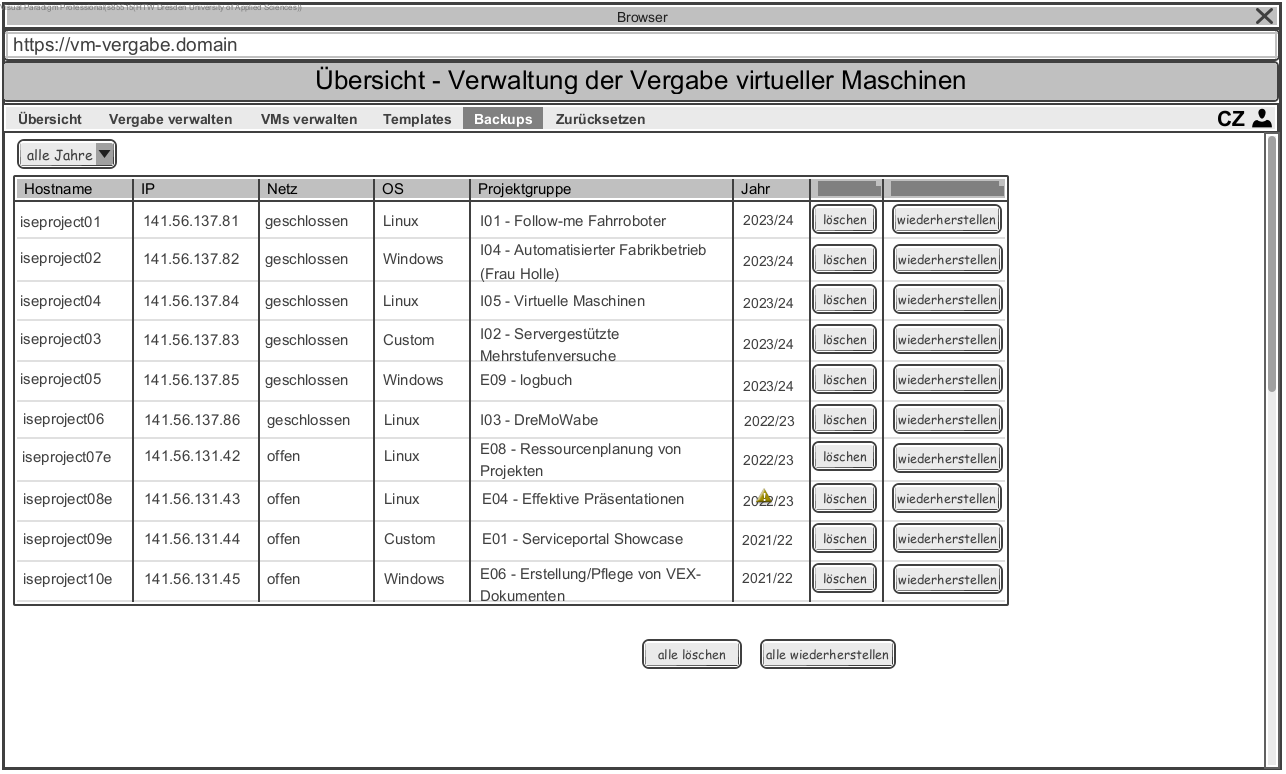 Visual Paradigm Professional(s85515(HTW Dresden University of Applied Sciences))
Browser
https://vm-vergabe.domain
Übersicht - Verwaltung der Vergabe virtueller Maschinen
Übersicht Vergabe verwalten VMs verwalten Templates Backups Zurücksetzen CZ
alle Jahre
Hostname IP Netz OS Projektgruppe Jahr
iseproject01 141.56.137.81 geschlossen Linux I01 - Follow-me Fahrroboter 2023/24 löschen wiederherstellen
iseproject02 141.56.137.82 geschlossen Windows I04 - Automatisierter Fabrikbetrieb
(Frau Holle) 2023/24 löschen wiederherstellen
iseproject04 141.56.137.84 geschlossen Linux I05 - Virtuelle Maschinen 2023/24 löschen wiederherstellen
iseproject03 141.56.137.83 geschlossen Custom I02 - Servergestützte
Mehrstufenversuche 2023/24 löschen wiederherstellen
iseproject05 141.56.137.85 geschlossen Windows E09 - logbuch 2023/24 löschen wiederherstellen
iseproject06 141.56.137.86 geschlossen Linux I03 - DreMoWabe 2022/23 löschen wiederherstellen
iseproject07e 141.56.131.42 offen Linux E08 - Ressourcenplanung von
Projekten 2022/23 löschen wiederherstellen
iseproject08e 141.56.131.43 offen Linux E04 - Effektive Präsentationen 2022/23 löschen wiederherstellen
iseproject09e 141.56.131.44 offen Custom E01 - Serviceportal Showcase 2021/22 löschen wiederherstellen
iseproject10e 141.56.131.45 offen Windows E06 - Erstellung/Pflege von VEX-
Dokumenten 2021/22 löschen wiederherstellen
alle löschen alle wiederherstellen